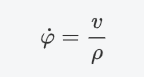 φ̇ = v/ρ